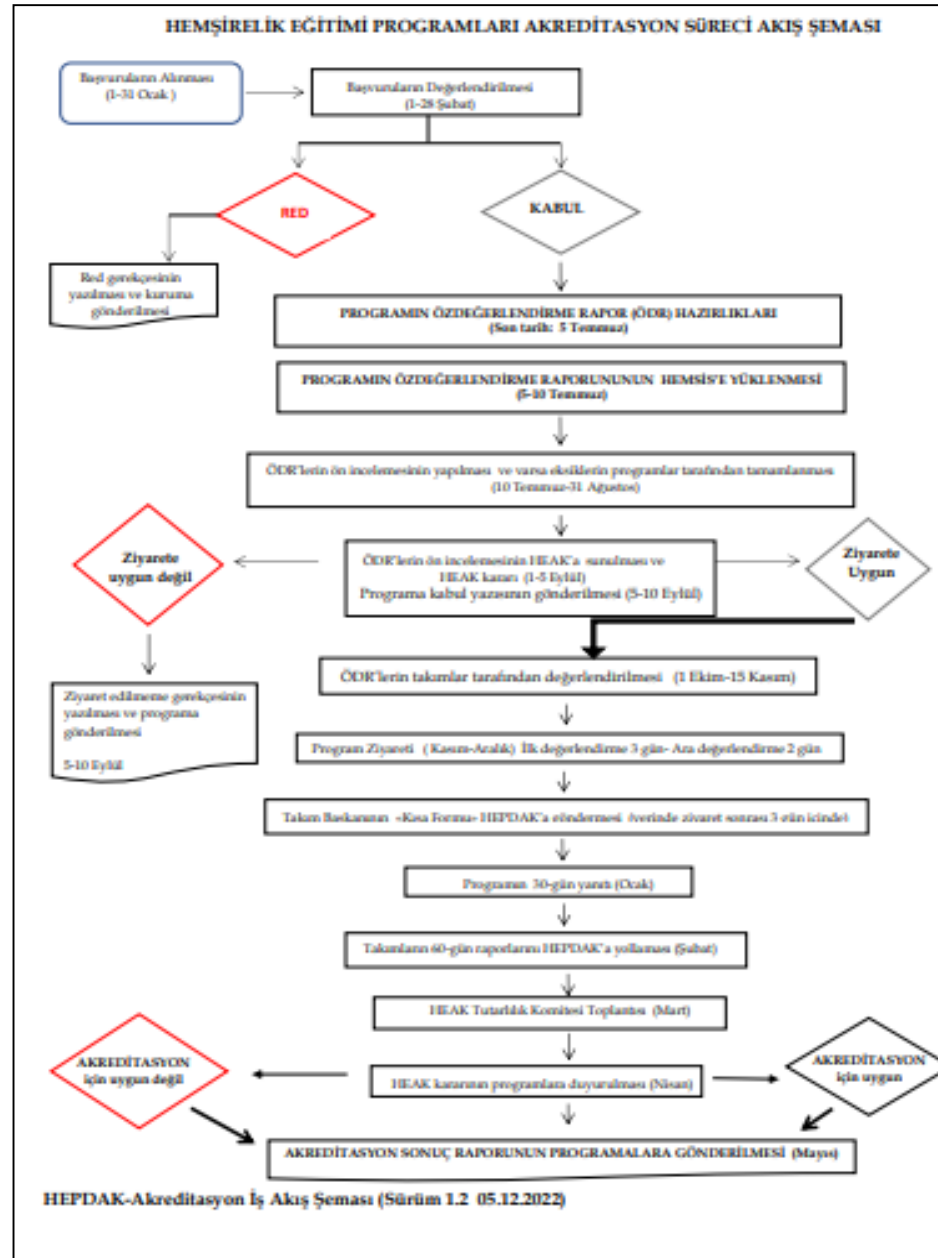 HEMŞİRELİK EĞİTİMİ PROGRAMLARI AKREDİTASYON SÜRECİ AKIŞ ŞEMASI
Başvuruların Alınması
(1-31 Ocak )
Başvuruların Değerlendirilmesi
(1-28 Şubat)
RED
KABUL
Red gerekçesinin
yazılması ve kuruma
gönderilmesi
PROGRAMIN ÖZDEĞERLENDİRME RAPOR (ÖDR) HAZIRLIKLARI
(Son tarih: 5 Temmuz)
PROGRAMIN ÖZDEĞERLENDİRME RAPORUNUNUN HEMSİS'E YÜKLENMESİ
(5-10 Temmuz)
ÖDR'lerin ön incelemesinin yapılması ve varsa eksiklerin programlar tarafından tamamlanması
(10 Temmuz-31 Ağustos)
Ziyarete
uygun değil
ÖDR'lerin ön incelemesinin HEAK'a sunulması ve
HEAK kararı (1-5 Eylül)
Programa kabul yazısının gönderilmesi (5-10 Eylül)
Ziyarete
Uygun
ÖDR'lerin takımlar tarafından değerlendirilmesi (1 Ekim-15 Kasım)
Ziyaret edilmeme gerekçesinin
yazılması ve programa
gönderilmesi
5-10 Eylül
Program Ziyareti ( Kasım-Aralık) İlk değerlendirme 3 gün- Ara değerlendirme 2 gün
Takım Başkanının «Kısa Formu» HEPDAK'a göndermesi (yerinde ziyaret sonrası 3 gün içinde)
Programın 30-gün yanıtı (Ocak)
Takımların 60-gün raporlarını HEPDAK'a yollaması (Şubat)
HEAK Tutarlılık Komitesi Toplantısı (Mart)
AKREDİTASYON
için uygun değil
HEAK kararının programlara duyurulması (Nisan)
AKREDİTASYON
için uygun
AKREDİTASYON SONUÇ RAPORUNUN PROGRAMALARA GÖNDERİLMESİ (Mayıs)
HEPDAK-Akreditasyon İş Akış Şeması (Sürüm 1.2 05.12.2022)